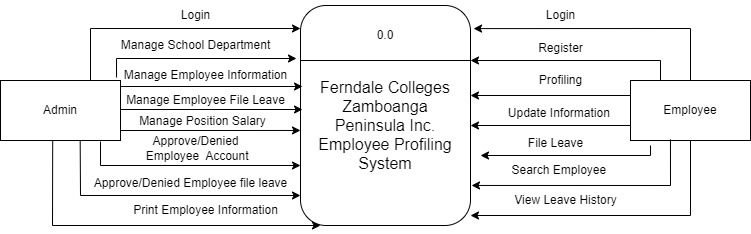 Login
Manage School Department
Manage Employee Information
Admin
Manage Employee File Leave
Manage Position Salary
Approve/Denied
Employee Account
Approve/Denied Employee file leave
Print Employee Information
0.0
Ferndale Colleges
Zamboanga
Peninsula Inc.
Employee Profiling
System
Login
Register
Profiling
Employee
Update Information
File Leave
Search Employee
View Leave History